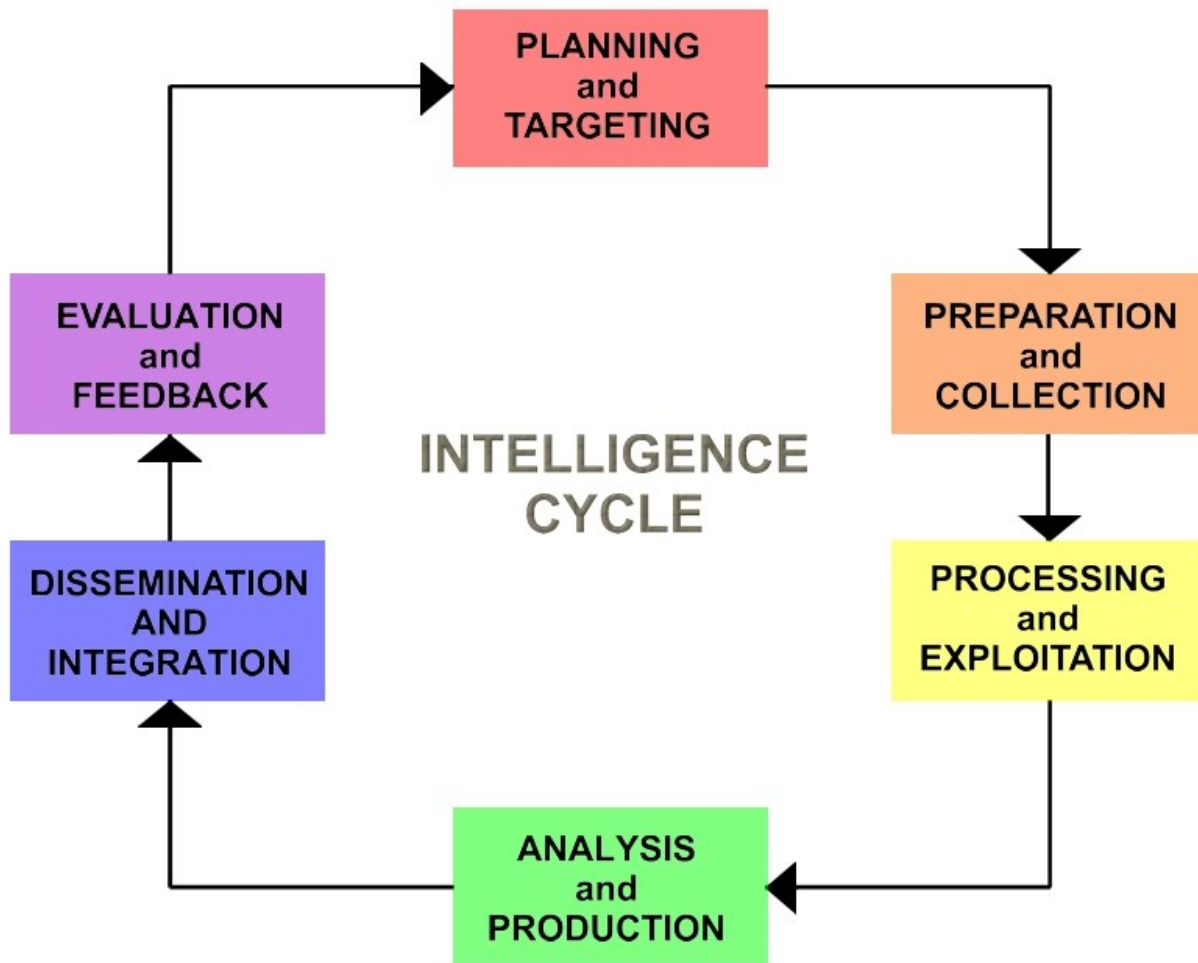 PLANNING
and
TARGETING
PREPARATION
and
COLLECTION
PROCESSING
and
EXPLOITATION
ANALYSIS
and
PRODUCTION
DISSEMINATION
AND
INTEGRATION
EVALUATION
and
FEEDBACK
INTELLIGENCE
CYCLE